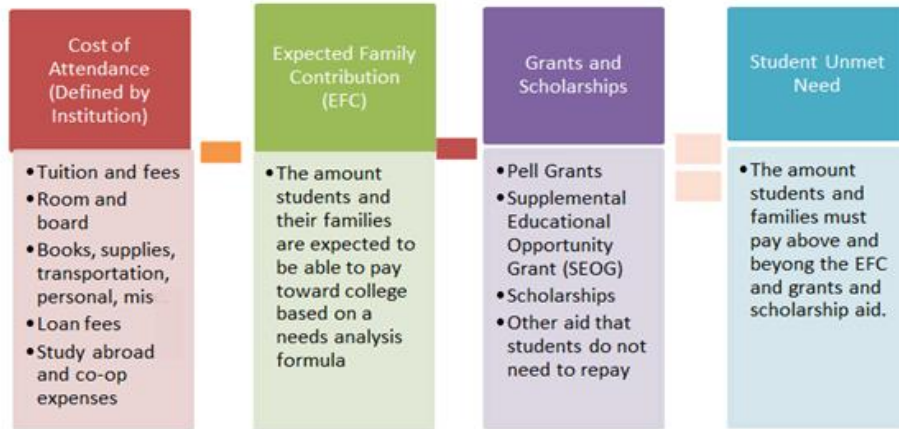 Cost of
Attendance
(Defined by
Institution)
•Tuition and fees
•Room and
board
•Books, supplies,
transportation,
personal, mis
•Loan fees
•Study abroad
and co-op
expenses
Expected Family
Contribution
(EFC)
•The amount
students and
their families
are expected to
be able to pay
toward college
based on a
needs analysis
formula
Grants and
Scholarships
•Pell Grants
•Supplemental
Educational
Opportunity
Grant (SEOG)
•Scholarships
•Other aid that
students do not
need to repay
Student Unmet
Need
•The amount
students and
families must
pay above and
beyong the EFC
and grants and
scholarship aid.